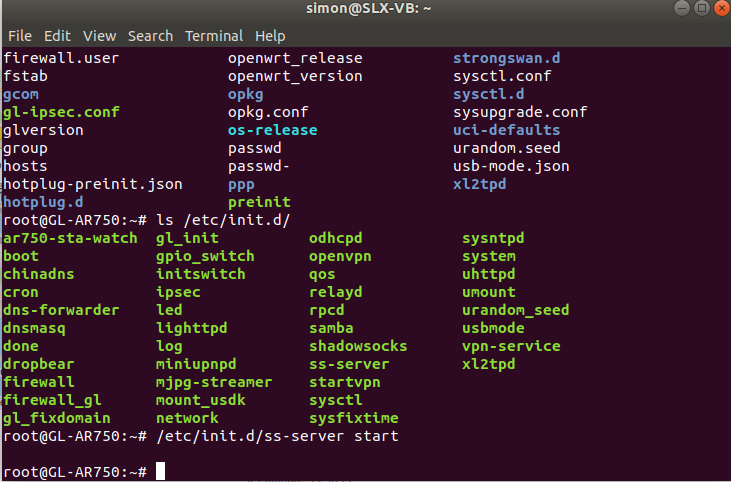 simon@SLX-VB: ~
File Edit View Search Terminal Help
firewall.user openwrt_release strongswan.d
fstab openwrt_version sysctl.conf
gcom opkg sysctl.d
gl-ipsec.conf opkg.conf sysupgrade.conf
glversion os-release uci-defaults
group passwd urandom.seed
hosts passwd- usb-mode.json
hotplug-preinit.json ppp xl2tpd
hotplug.d preinit
root@GL-AR750:~# ls /etc/init.d/
ar750-sta-watch gl_init odhcpd sysntpd
boot gpio_switch openvpn system
chinadns initswitch qos uhttpd
cron ipsec relayd umount
dns-forwarder led rpcd urandom_seed
dnsmasq lighttpd samba usbmode
done log shadowsocks vpn-service
dropbear miniupnpd ss-server xl2tpd
firewall mjpg-streamer startvpn
firewall_gl mount_usdk sysctl
gl_fixdomain network sysfixtime
root@GL-AR750:~# /etc/init.d/ss-server start
root@GL-AR750:~#